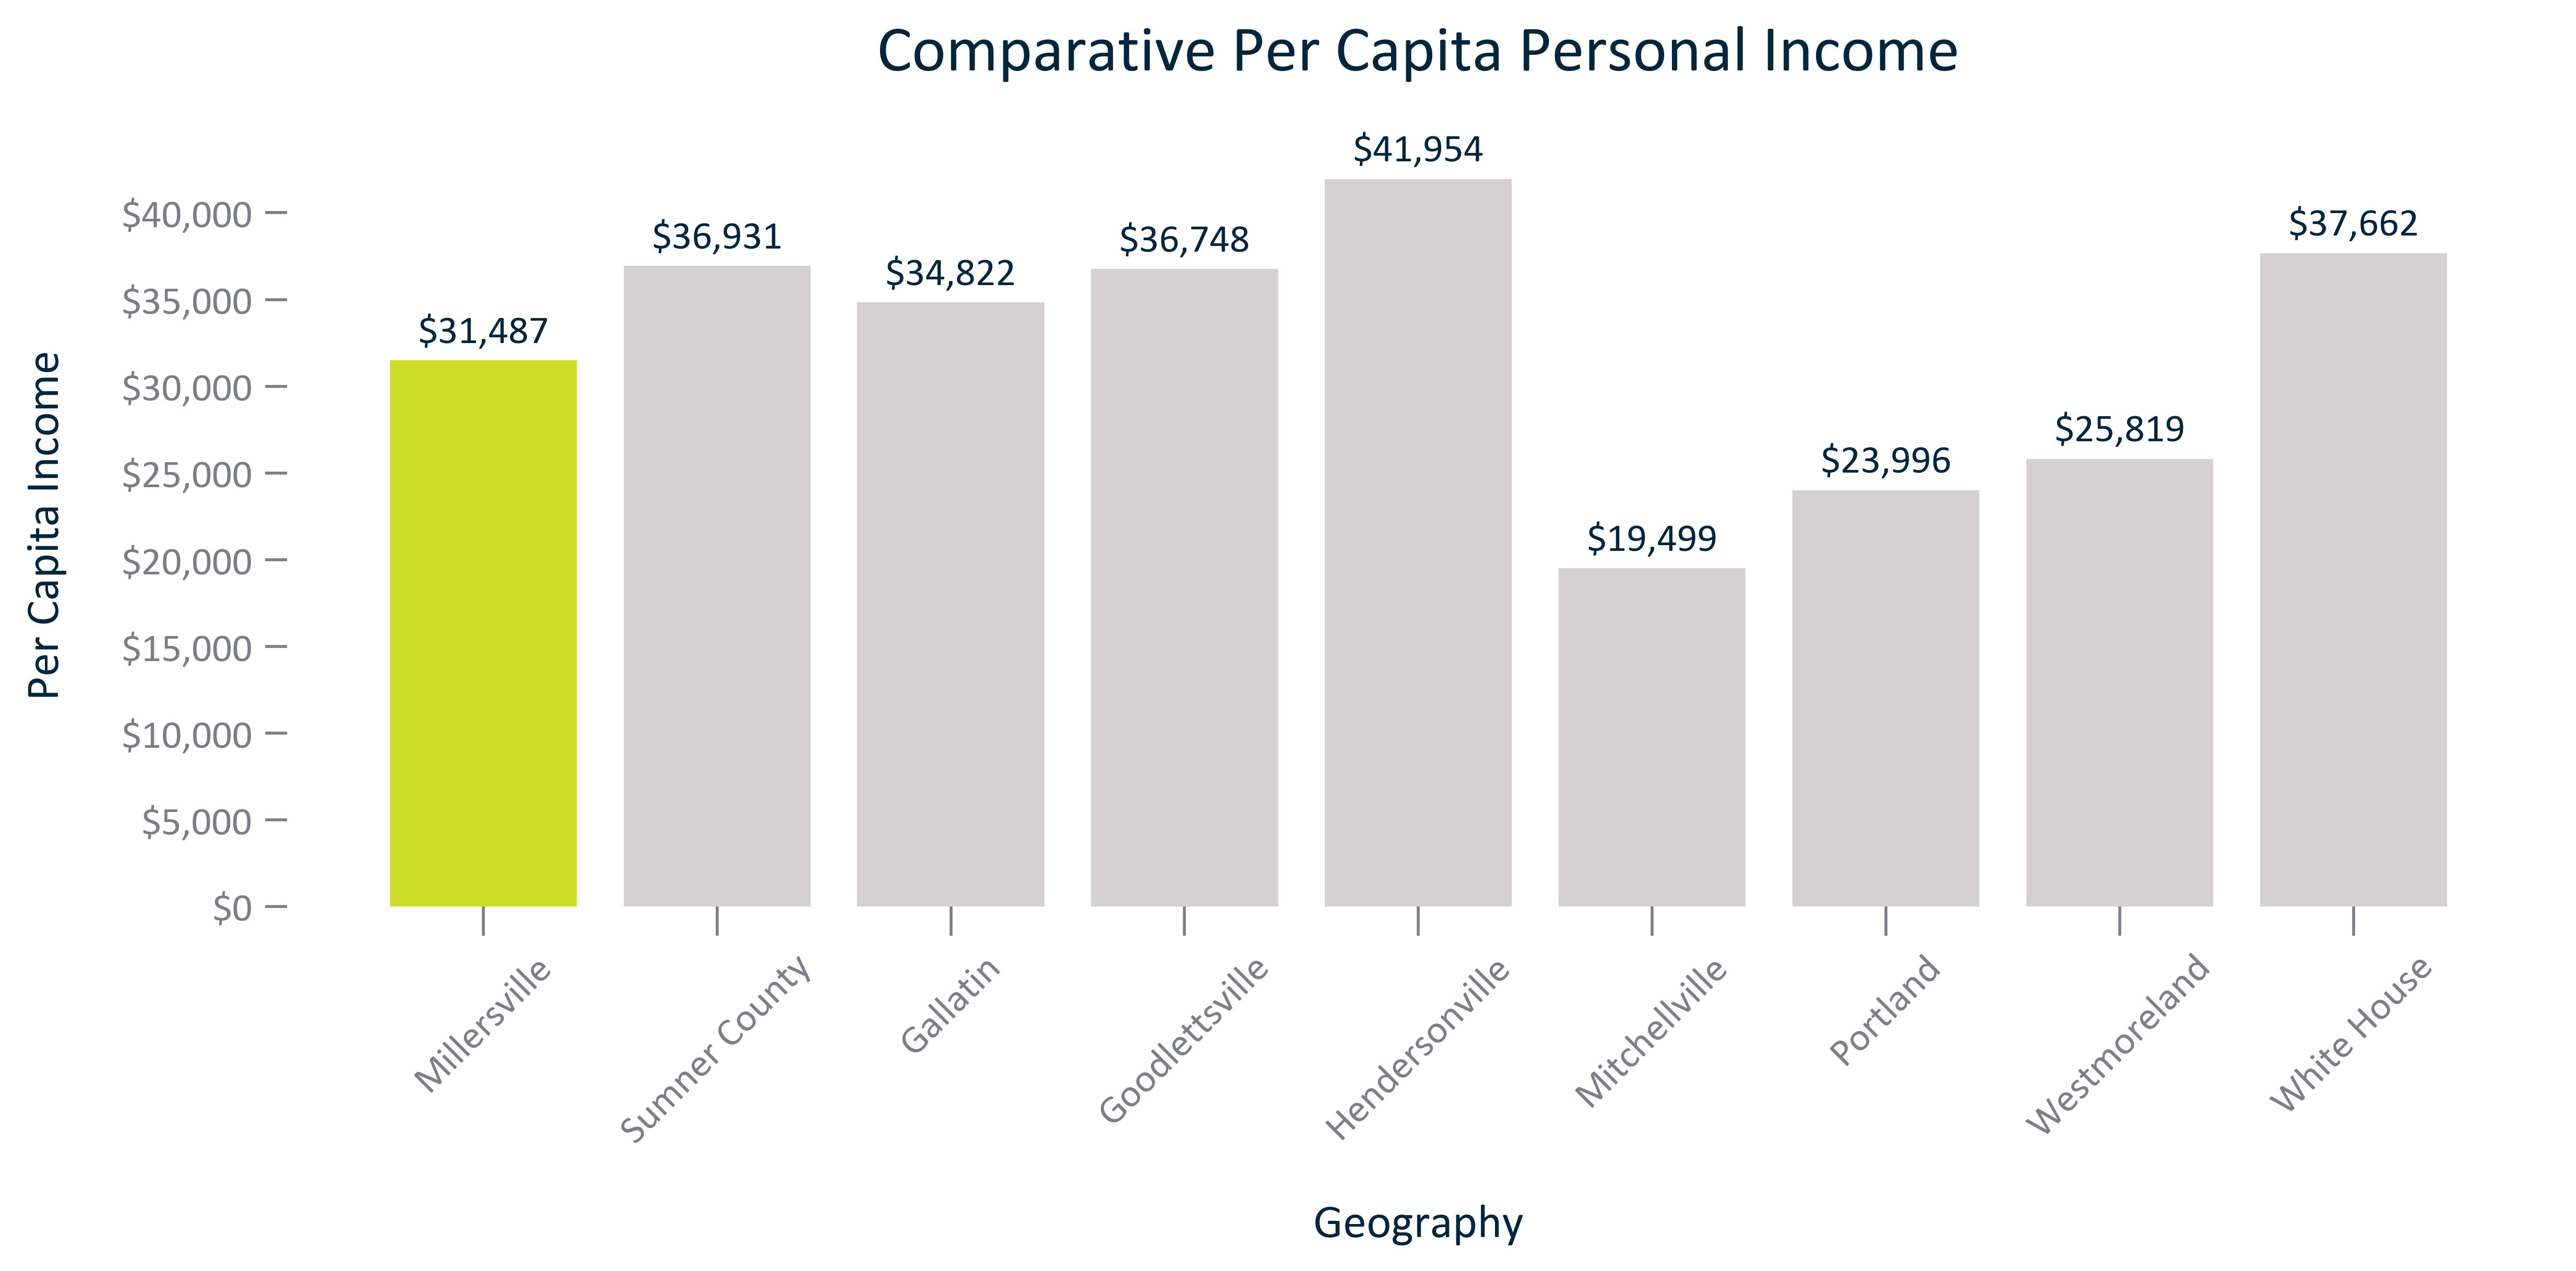 Comparative Per Capita Personal Income
Per Capita Income
$40,000
$35,000
$30,000
$25,000
$20,000
$15,000
$10,000
$5,000
$0
$31,487
$36,931
$34,822
$36,748
$41,954
$19,499
$23,996
$25,819
$37,662
Millersville
Sumner County
Gallatin
Goodlettsville
Hendersonville
Mitchellville
Portland
Westmoreland
White House
Geography